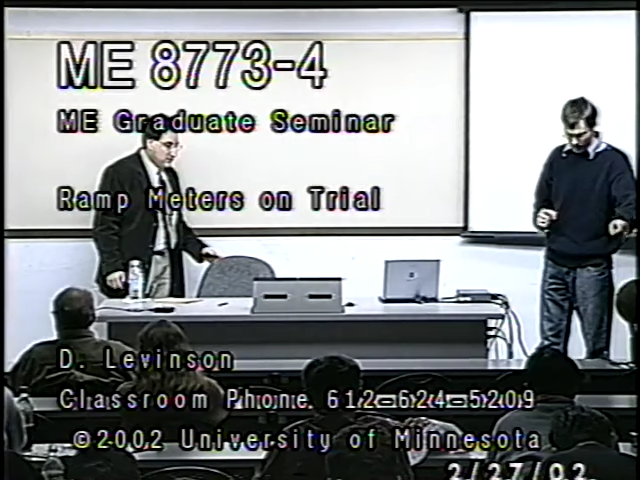 ME 8773-4
ME Graduate Seminar
Ramp Meters on Trial
D. Levinson
Classroom Phone 612-624-5209
©2002 University of Minnesota
2/27/02